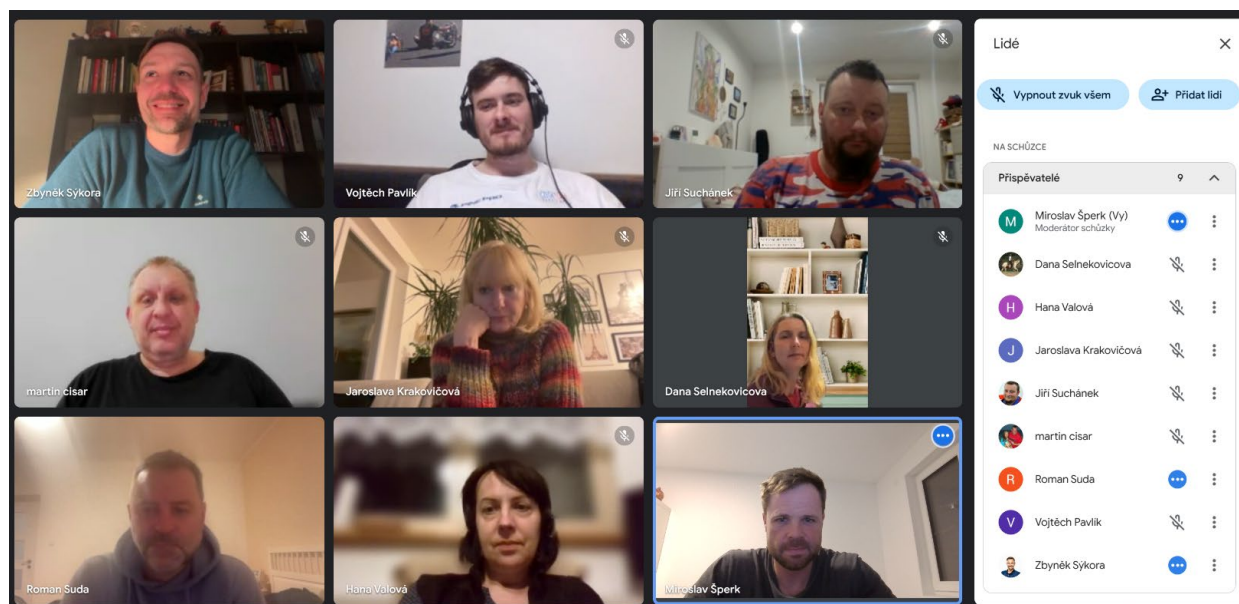 Zbyněk Sýkora
Vojtěch Pavlík
Jiří Suchánek
martin cisar
Jaroslava Krakovičová
Dana Selnekovicova
Roman Suda
Hana Valová
Miroslav Šperk
Lidé
Vypnout zvuk všem
Přidat lidi
NA SCHŮZCE
Přispěvatelé 9
M Miroslav Šperk (Vy)
Moderátor schůzky
Dana Selnekovicova
H Hana Valová
J Jaroslava Krakovičová
Jiří Suchánek
martin cisar
R Roman Suda
V Vojtěch Pavlík
Zbyněk Sýkora